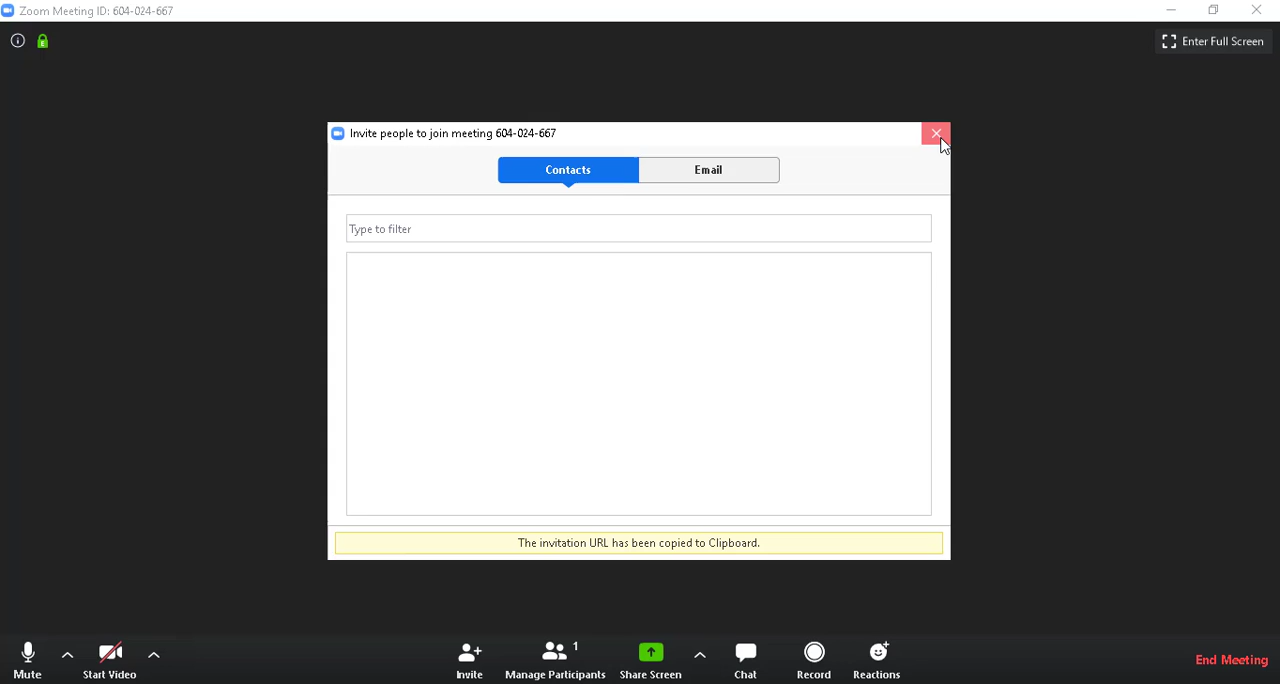 Zoom Meeting ID: 604-024-667
Enter Full Screen
Invite people to join meeting 604-024-667
Contacts
Email
Type to filter
The invitation URL has been copied to Clipboard.
1
Mute
Start Video
Invite
Manage Participants
Share Screen
Chat
Record
Reactions
End Meeting